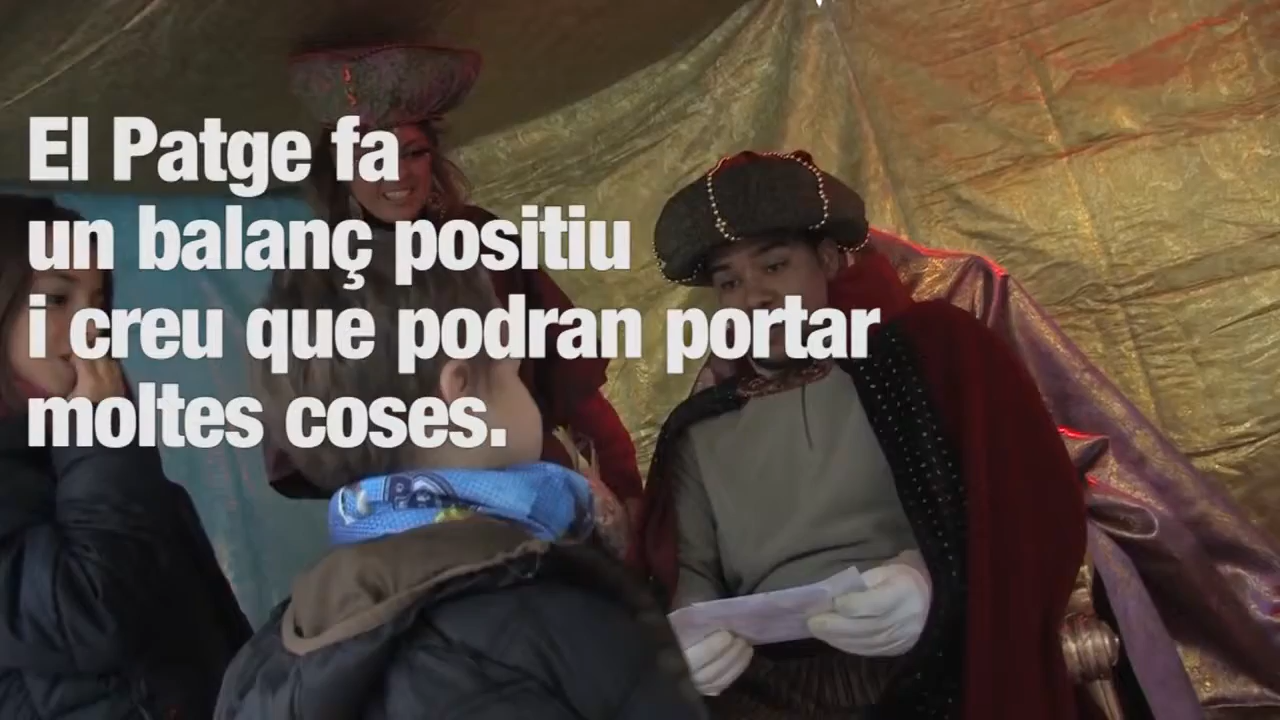 El Patge fa
un balanç positiu
i creu que podran portar
moltes coses.